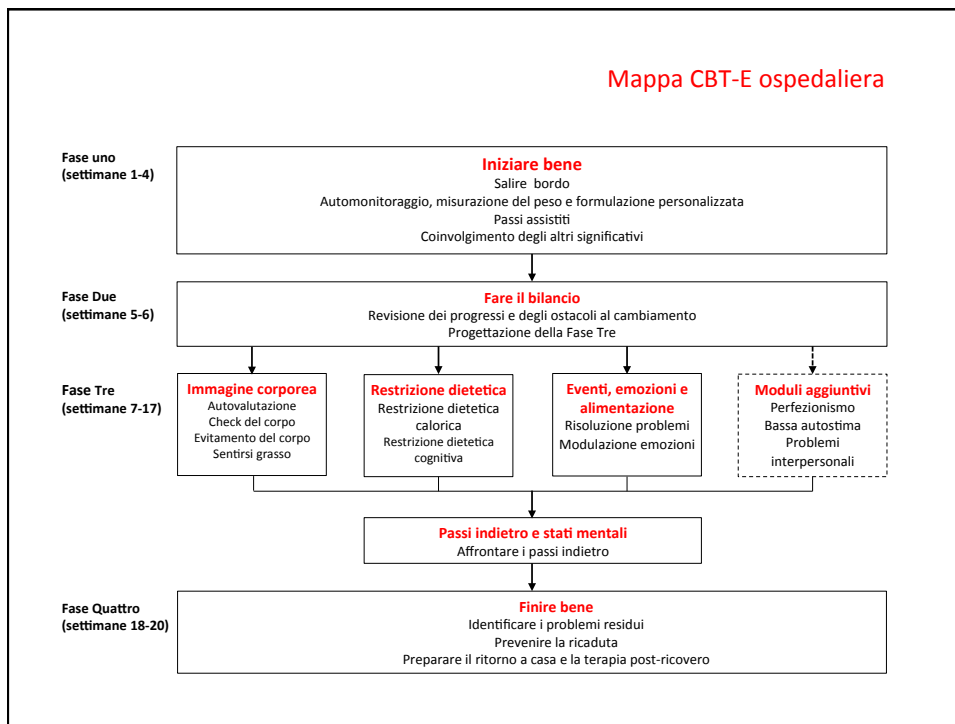 Mappa CBT-E ospedaliera
Fase uno
(settimane 1-4)
Iniziare bene
Salire bordo
Automonitoraggio, misurazione del peso e formulazione personalizzata
Passi assistiti
Coinvolgimento degli altri significativi
Fase Due
(settimane 5-6)
Fare il bilancio
Revisione dei progressi e degli ostacoli al cambiamento
Progettazione della Fase Tre
Fase Tre
(settimane 7-17)
Immagine corporea
Autovalutazione
Check del corpo
Evitamento del corpo
Sentirsi grasso
Restrizione dietetica
Restrizione dietetica
calorica
Restrizione dietetica
cognitiva
Eventi, emozioni e
alimentazione
Risoluzione problemi
Modulazione emozioni
Moduli aggiuntivi
Perfezionismo
Bassa autostima
Problemi
interpersonali
Passi indietro e stati mentali
Affrontare i passi indietro
Fase Quattro
(settimane 18-20)
Finire bene
Identificare i problemi residui
Prevenire la ricaduta
Preparare il ritorno a casa e la terapia post-ricovero